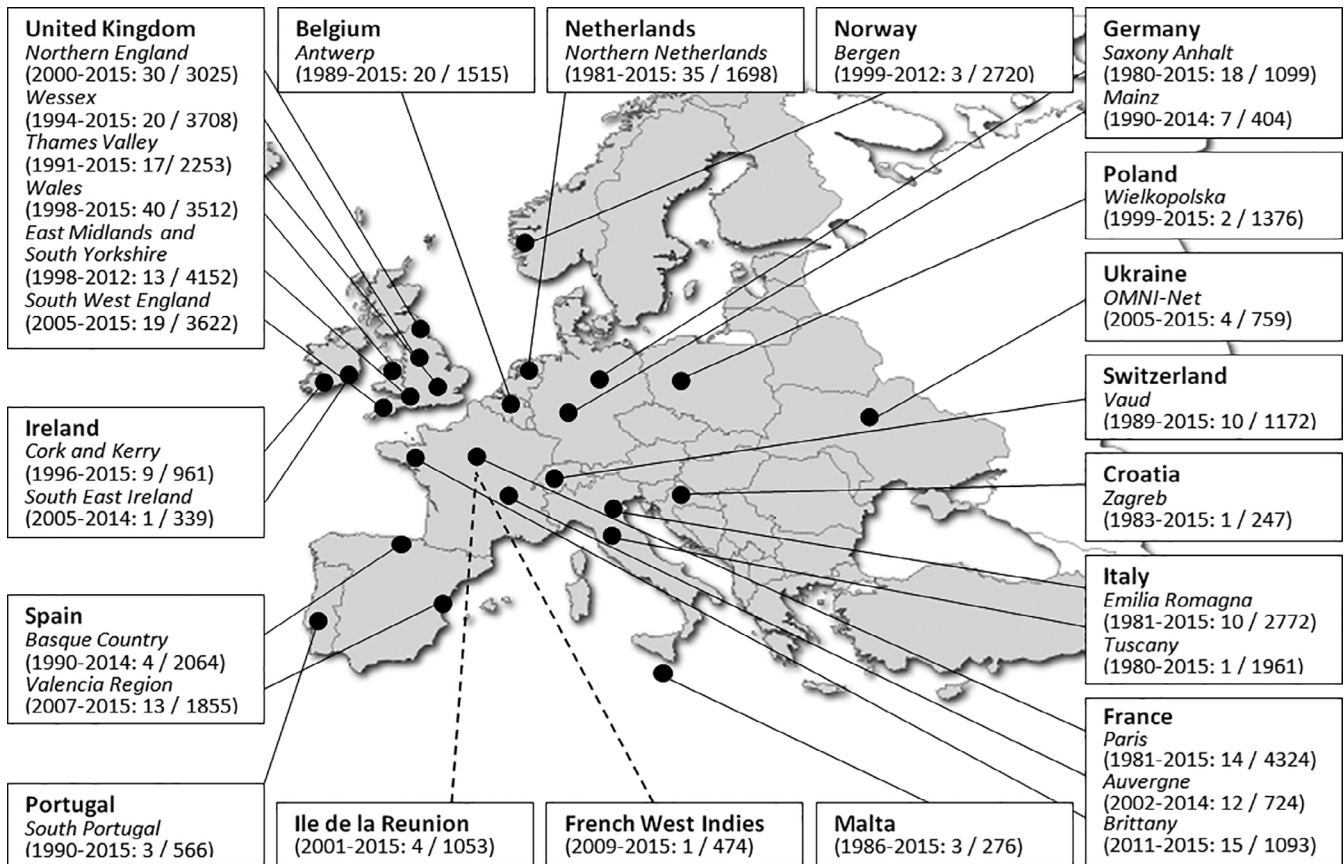 United Kingdom
Northern England
(2000-2015: 30 / 3025)
Wessex
(1994-2015: 20 / 3708)
Thames Valley
(1991-2015: 17/ 2253)
Wales
(1998-2015: 40 / 3512)
East Midlands and
South Yorkshire
(1998-2012: 13 / 4152)
South West England
(2005-2015: 19 / 3622)
Belgium
Antwerp
(1989-2015: 20 / 1515)
Netherlands
Northern Netherlands
(1981-2015: 35 / 1698)
Norway
Bergen
(1999-2012: 3 / 2720)
Germany
Saxony Anhalt
(1980-2015: 18 / 1099)
Mainz
(1990-2014: 7 / 404)
Poland
Wielkopolska
(1999-2015: 2 / 1376)
Ukraine
OMNI-Net
(2005-2015: 4 / 759)
Switzerland
Vaud
(1989-2015: 10 / 1172)
Croatia
Zagreb
(1983-2015: 1 / 247)
Italy
Emilia Romagna
(1981-2015: 10 / 2772)
Tuscany
(1980-2015: 1 / 1961)
France
Paris
(1981-2015: 14 / 4324)
Auvergne
(2002-2014: 12 / 724)
Brittany
(2011-2015: 15 / 1093)
Ireland
Cork and Kerry
(1996-2015: 9 / 961)
South East Ireland
(2005-2014: 1 / 339)
Spain
Basque Country
(1990-2014: 4 / 2064)
Valencia Region
(2007-2015: 13 / 1855)
Portugal
South Portugal
(1990-2015: 3 / 566)
Ile de la Reunion
(2001-2015: 4 / 1053)
French West Indies
(2009-2015: 1 / 474)
Malta
(1986-2015: 3 / 276)